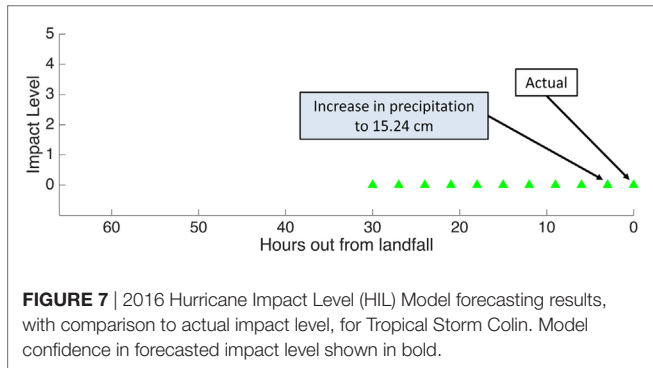 5
4
3
2
1
0
Impact Level
Increase in precipitation
to 15.24 cm
Actual
60 50 40 30 20 10 0
Hours out from landfall
FIGURE 7 | 2016 Hurricane Impact Level (HIL) Model forecasting results,
with comparison to actual impact level, for Tropical Storm Colin. Model
confidence in forecasted impact level shown in bold.